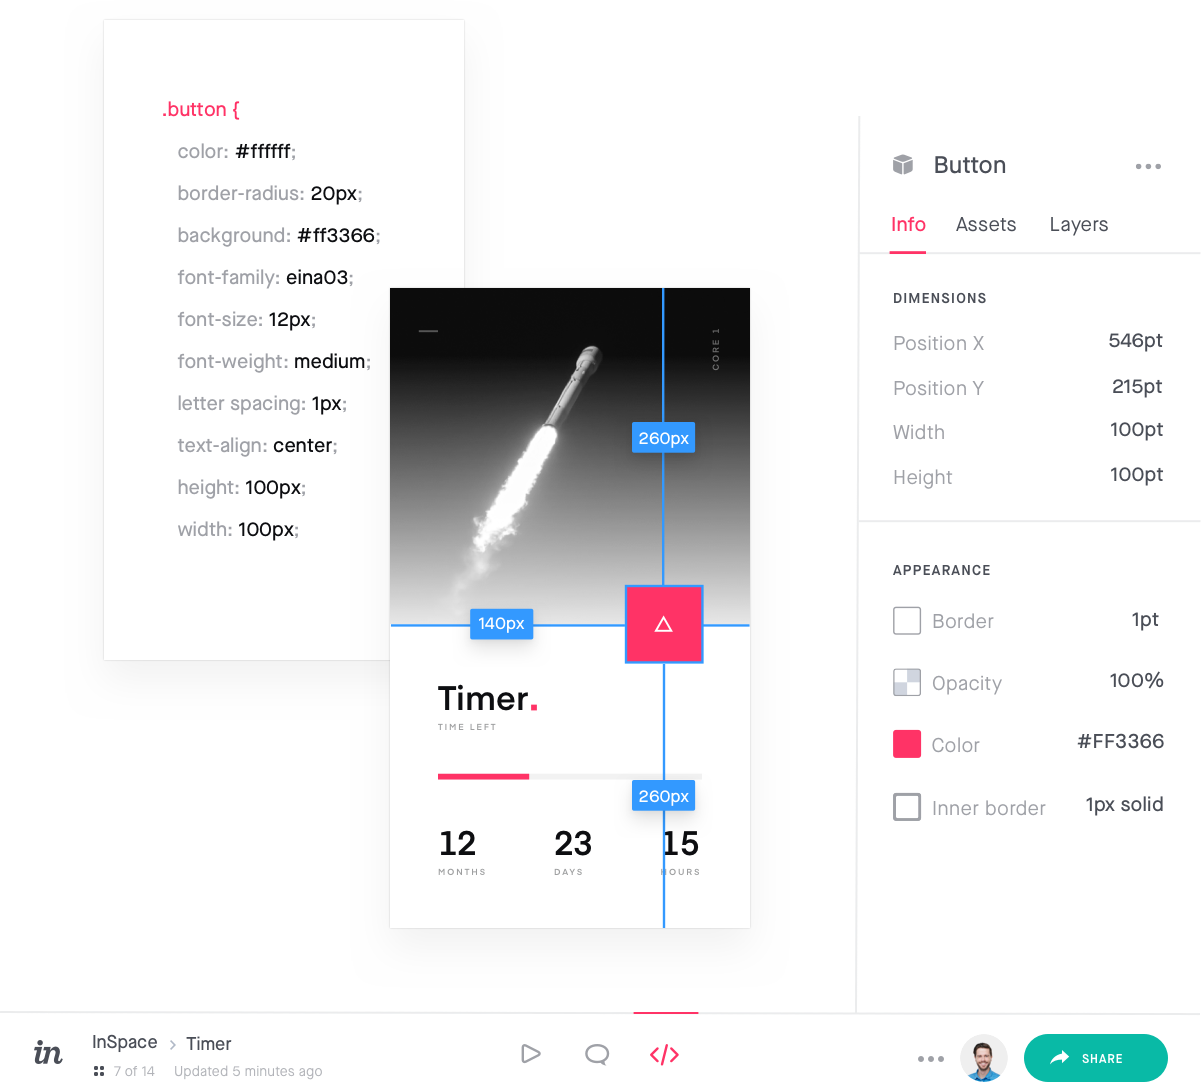 .button {
color: #ffffff;
border-radius: 20px;
background: #ff3366;
font-family: eina03;
font-size: 12px;
font-weight: medium;
letter spacing: 1px;
text-align: center;
height: 100px;
width: 100px;
CORE 1
260px
140px
Timer.
TIME LEFT
260px
12 23 15
MONTHS DAYS HOURS
Button
Info Assets Layers
DIMENSIONS
Position X 546pt
Position Y 215pt
Width 100pt
Height 100pt
APPEARANCE
Border 1pt
Opacity 100%
Color #FF3366
Inner border 1px solid
in
InSpace > Timer
7 of 14 Updated 5 minutes ago
</>
SHARE